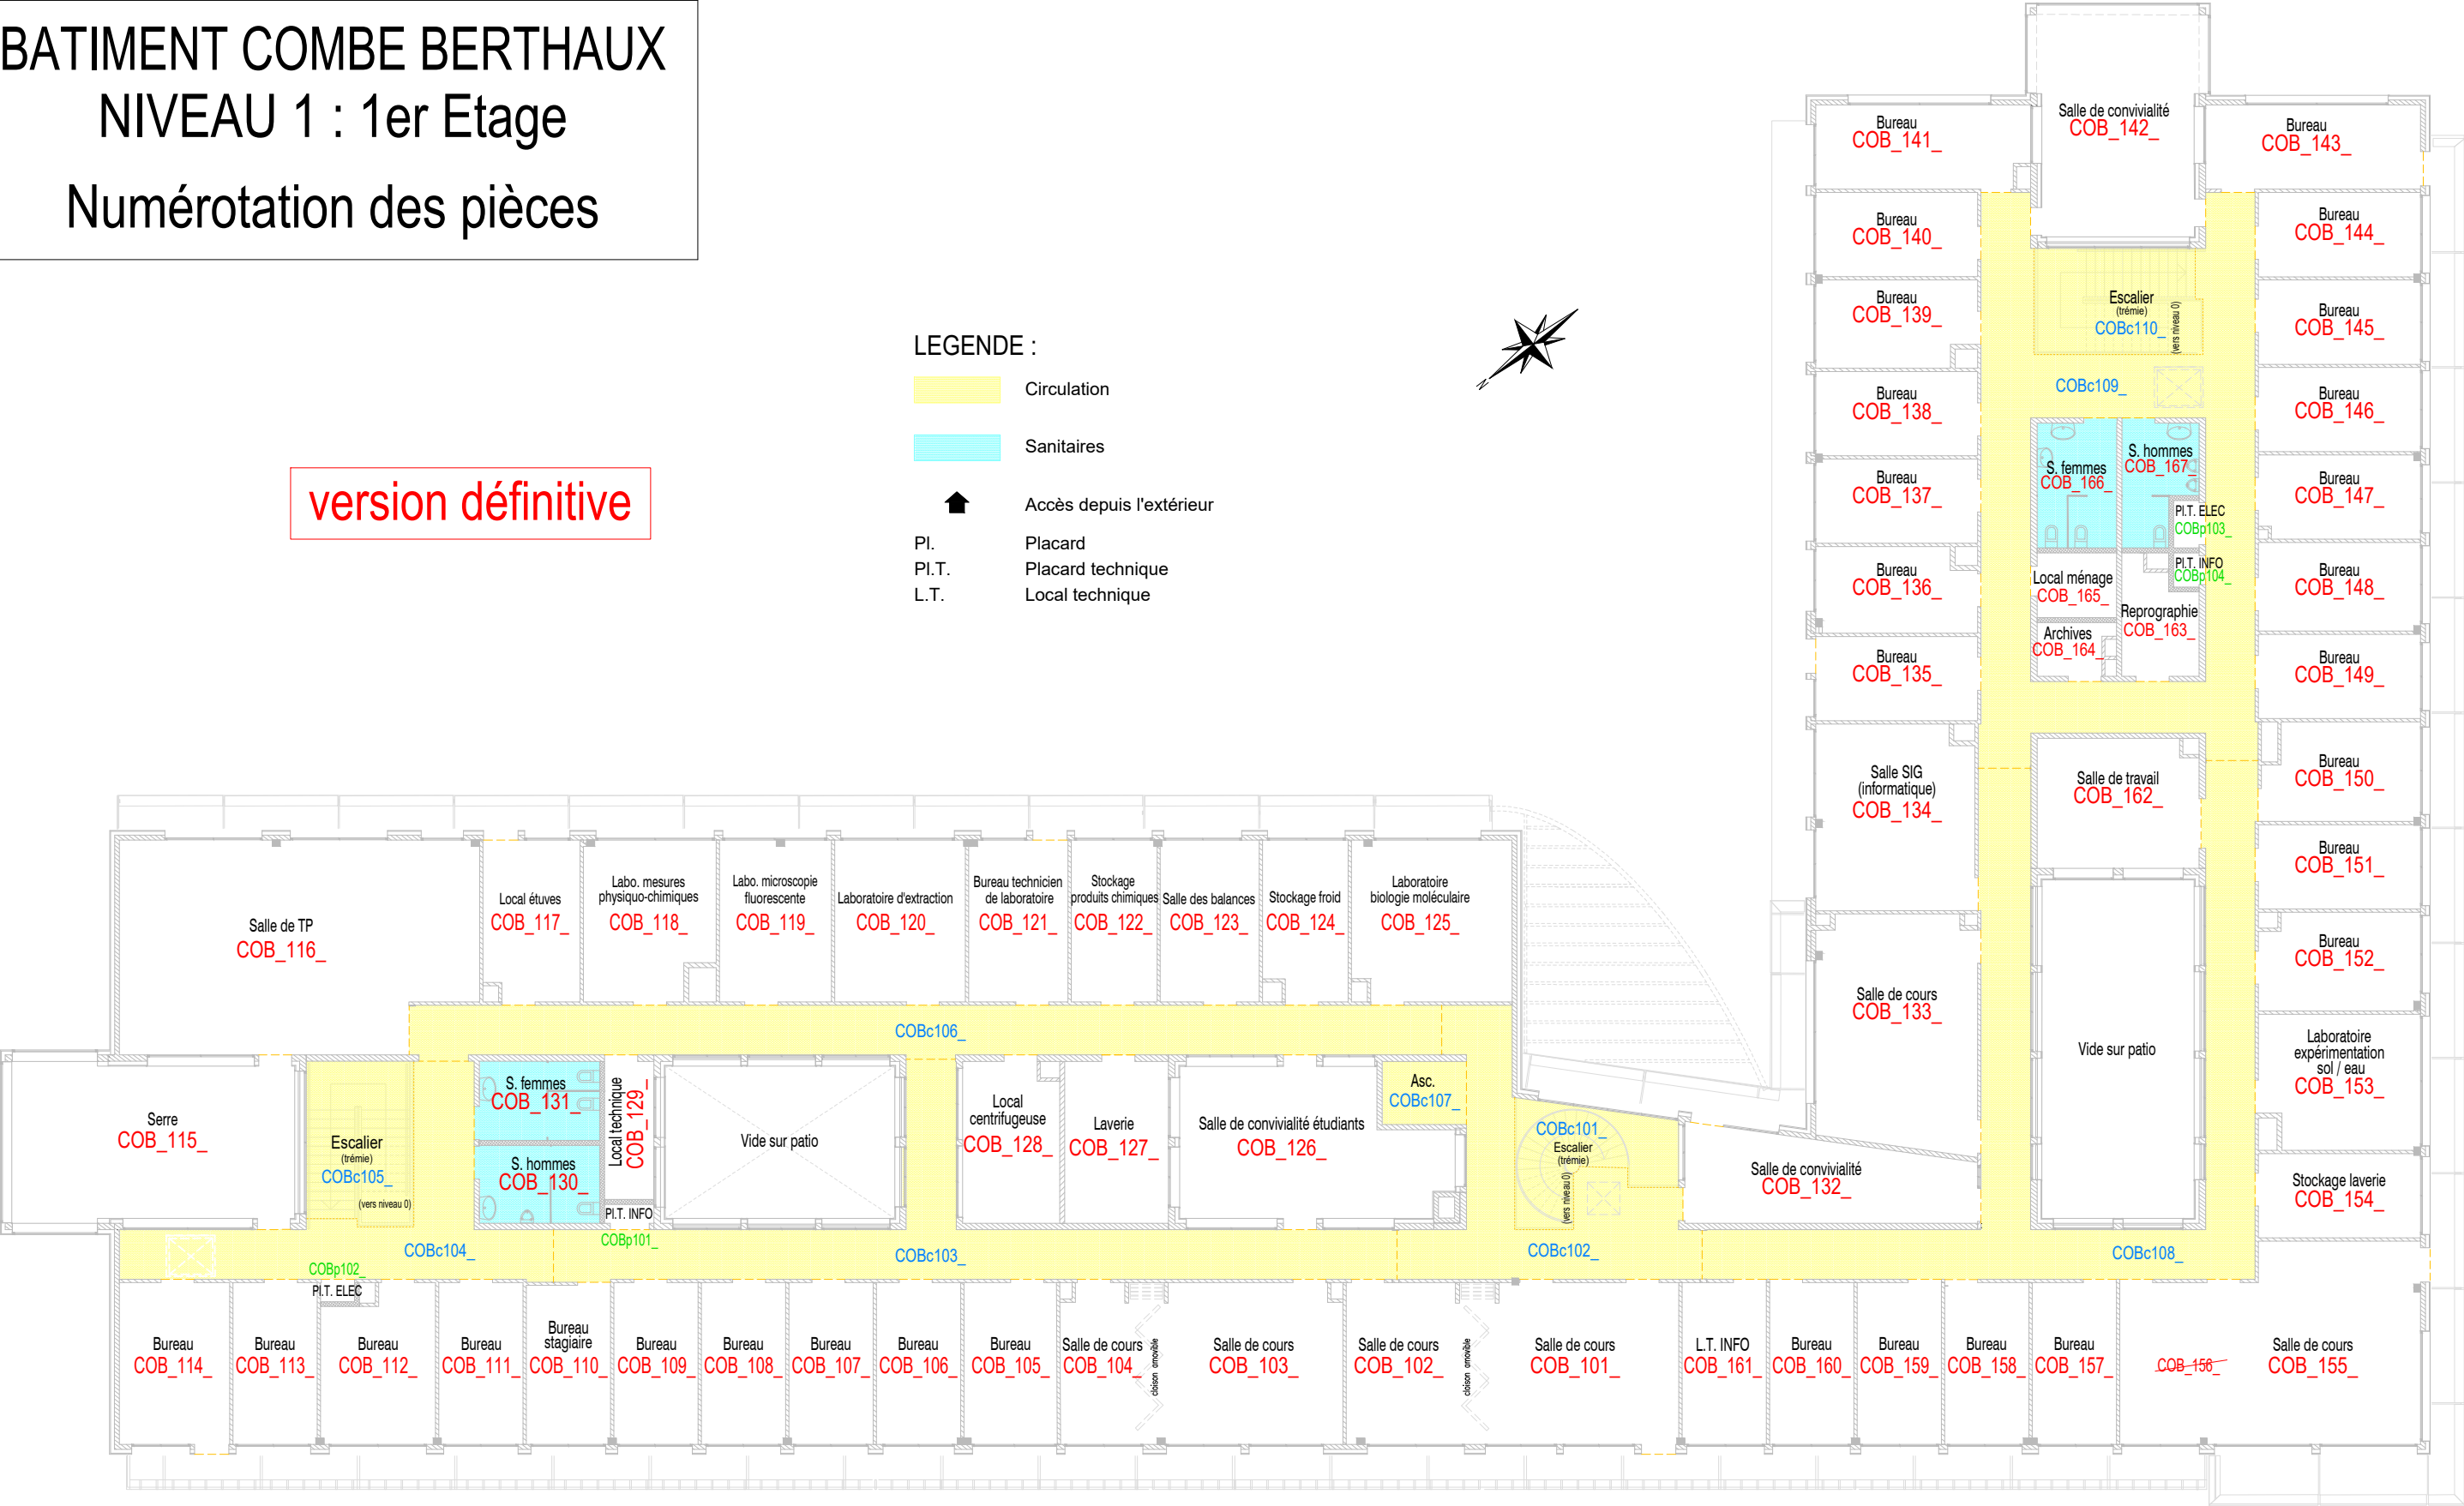 BATIMENT COMBE BERTHAUX
NIVEAU 1 : 1er Etage
Numérotation des pièces
version définitive
LEGENDE :
Circulation
Sanitaires
Accès depuis l'extérieur
Pl. Placard
Pl.T. Placard technique
L.T. Local technique
N
Salle de convivialité
COB_142_
Bureau
COB_141_
Bureau
COB_143_
Bureau
COB_140_
Bureau
COB_144_
Bureau
COB_139_
Escalier
(trémie)
COBc110_
(vers niveau 0)
Bureau
COB_145_
COBc109_
Bureau
COB_138_
Bureau
COB_146_
S. femmes
COB_166_
S. hommes
COB_167_
Bureau
COB_137_
Bureau
COB_147_
Pl.T. ELEC
COBp103_
Pl.T. INFO
COBp104_
Bureau
COB_136_
Local ménage
COB_165_
Bureau
COB_148_
Reprographie
COB_163_
Archives
COB_164_
Bureau
COB_135_
Bureau
COB_149_
Salle SIG
(informatique)
COB_134_
Salle de travail
COB_162_
Bureau
COB_150_
Bureau
COB_151_
Bureau
COB_152_
Salle de cours
COB_133_
Vide sur patio
Laboratoire
expérimentation
sol / eau
COB_153_
Stockage laverie
COB_154_
Salle de TP
COB_116_
Local étuves
COB_117_
Labo. mesures
physiquo-chimiques
COB_118_
Labo. microscopie
fluorescente
COB_119_
Laboratoire d'extraction
COB_120_
Bureau technicien
de laboratoire
COB_121_
Stockage
produits chimiques
COB_122_
Salle des balances
COB_123_
Stockage froid
COB_124_
Laboratoire
biologie moléculaire
COB_125_
COBc106_
Serre
COB_115_
Escalier
(trémie)
COBc105_
(vers niveau 0)
S. femmes
COB_131_
S. hommes
COB_130_
Local technique
COB_129_
Pl.T. INFO
COBp101_
Vide sur patio
Local
centrifugeuse
COB_128_
Laverie
COB_127_
Salle de convivialité étudiants
COB_126_
Asc.
COBc107_
COBc101_
Escalier
(trémie)
(vers niveau 0)
Salle de convivialité
COB_132_
COBc104_
COBc103_
COBc102_
COBc108_
COBp102_
Pl.T. ELEC
Bureau
COB_114_
Bureau
COB_113_
Bureau
COB_112_
Bureau
COB_111_
Bureau
stagiaire
COB_110_
Bureau
COB_109_
Bureau
COB_108_
Bureau
COB_107_
Bureau
COB_106_
Bureau
COB_105_
Salle de cours
COB_104_
cloison amovible
Salle de cours
COB_103_
Salle de cours
COB_102_
cloison amovible
Salle de cours
COB_101_
L.T. INFO
COB_161_
Bureau
COB_160_
Bureau
COB_159_
Bureau
COB_158_
Bureau
COB_157_
COB_156_
Salle de cours
COB_155_